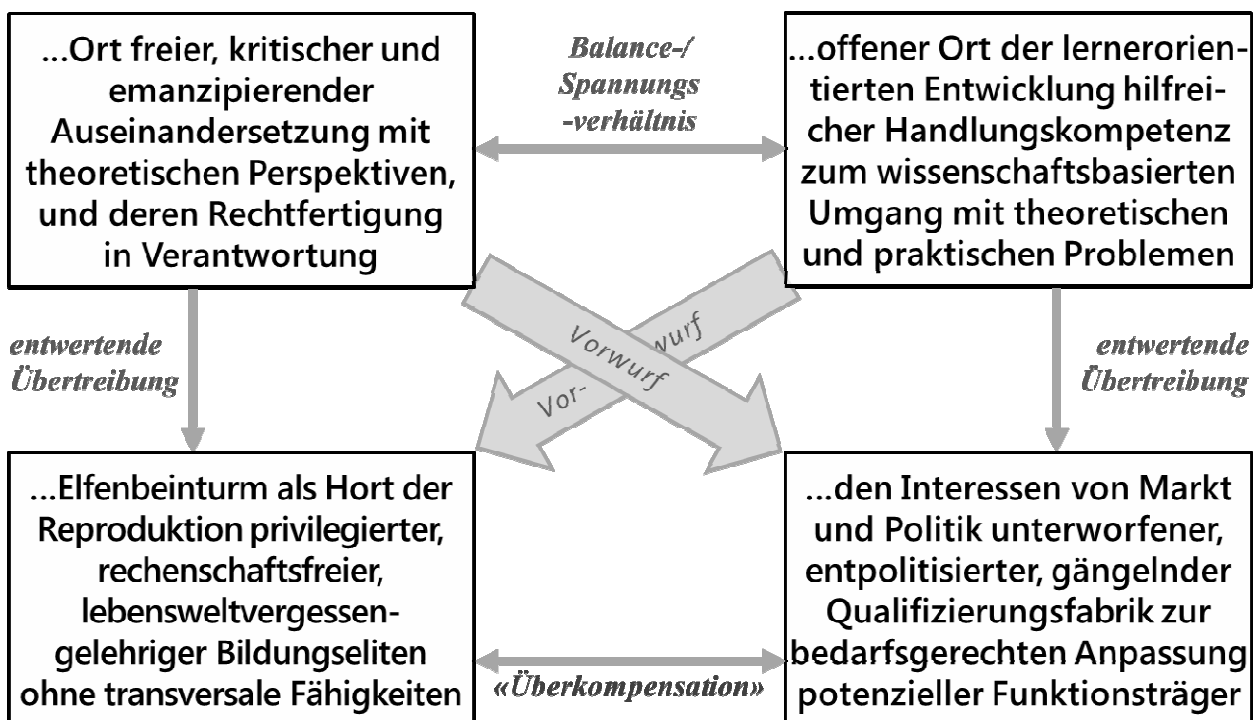 ...Ort freier, kritischer und
emanzipierender
Auseinandersetzung mit
theoretischen Perspektiven,
und deren Rechtfertigung
in Verantwortung
Balance-/
Spannungs
-verhältnis
...offener Ort der lernerorien-
tierten Entwicklung hilfrei-
cher Handlungskompetenz
zum wissenschaftsbasierten
Umgang mit theoretischen
und praktischen Problemen
entwertende
Übertreibung
Vorwurf
Vor-
wurf
entwertende
Übertreibung
...Elfenbeinturm als Hort der
Reproduktion privilegierter,
rechenschaftsfreier,
lebensweltvergessen-
gelehriger Bildungseliten
ohne transversale Fähigkeiten
«Überkompensation»
...den Interessen von Markt
und Politik unterworfener,
entpolitisierter, gängelnder
Qualifizierungsfabrik zur
bedarfsgerechten Anpassung
potenzieller Funktionsträger